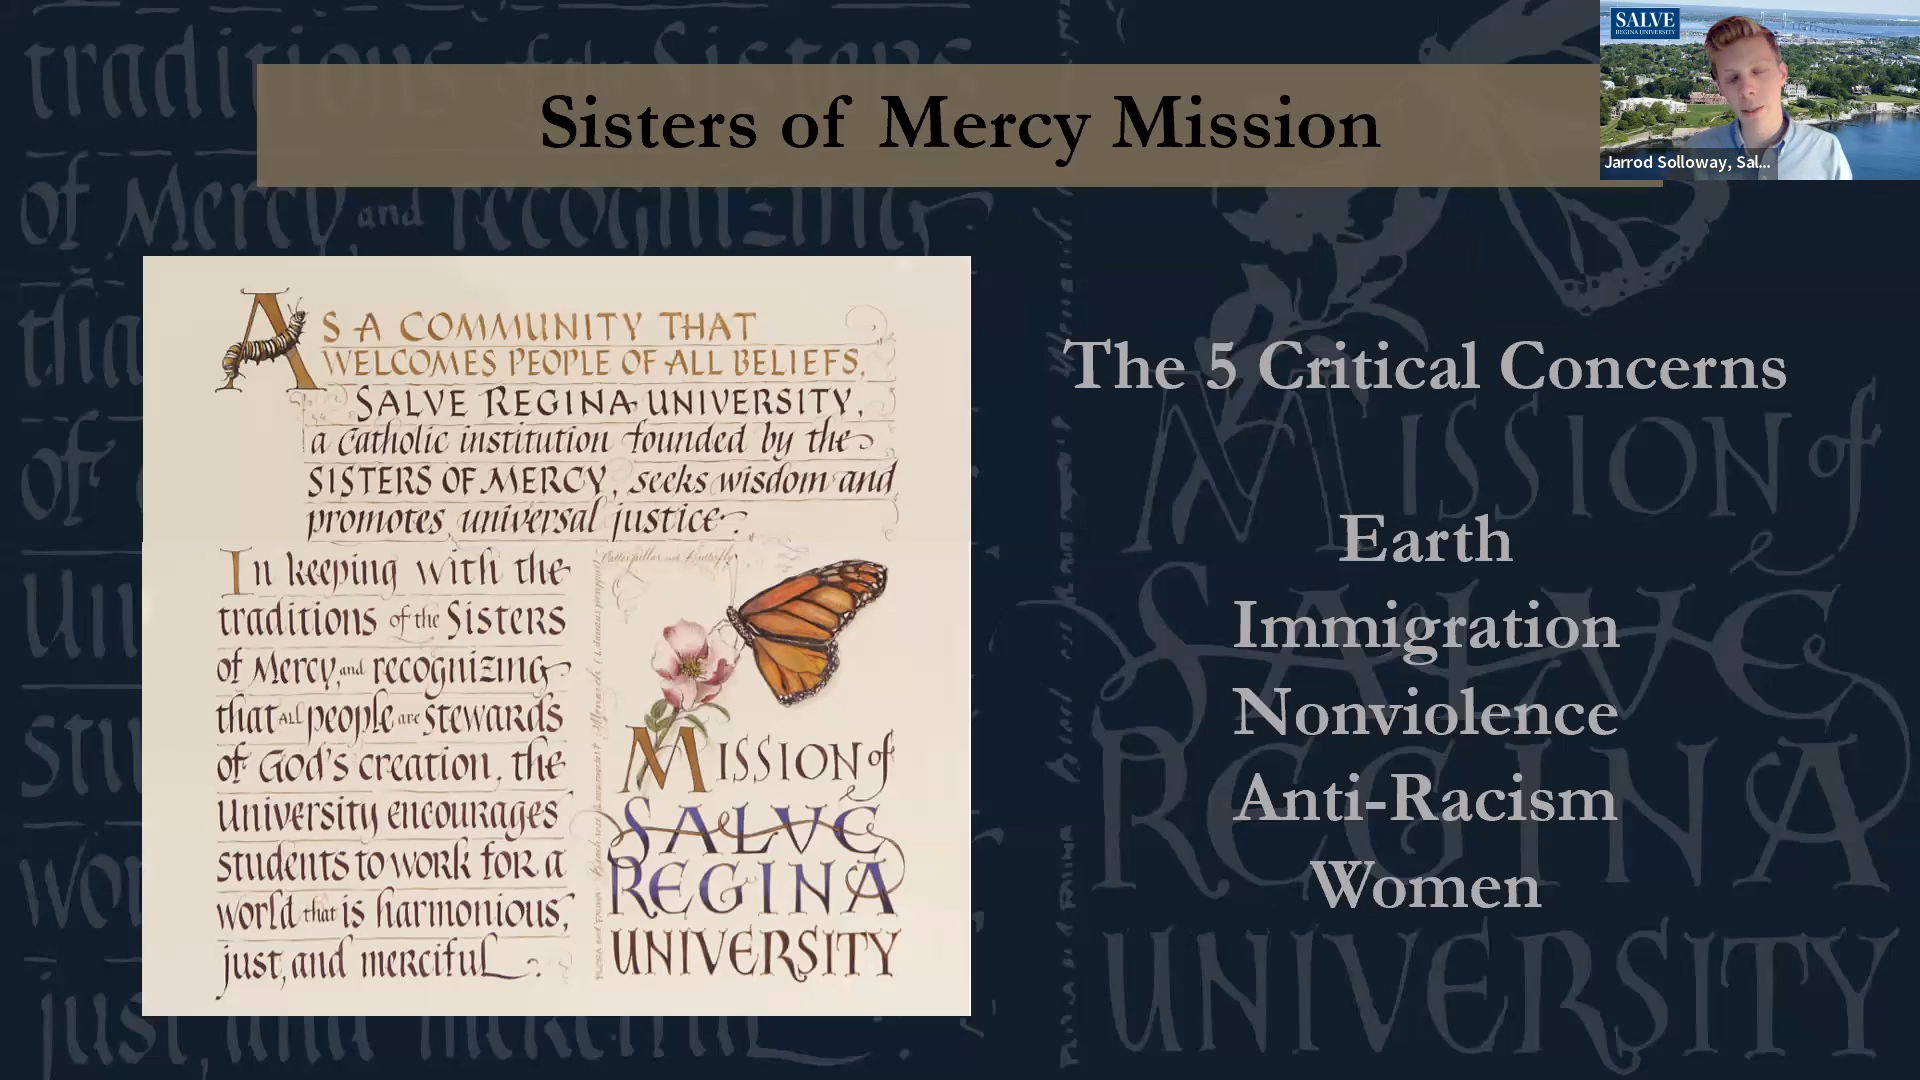 Sisters of Mercy Mission
SALVE
REGINA UNIVERSITY
Jarrod Solloway, Sal...
AS A COMMUNITY THAT
WELCOMES PEOPLE OF ALL BELIEFS,
SALVE REGINA UNIVERSITY,
a Catholic institution founded by the
SISTERS OF MERCY, seeks wisdom and
promotes universal justice.
In keeping with the
traditions of the Sisters
of Mercy, and recognizing
that ALL people are stewards
of God's creation, the
University encourages
students to work for a
world that is harmonious,
just, and merciful.
Caterpillar and Butterfly
MISSION of
SALVE
REGINA
UNIVERSITY
The 5 Critical Concerns
Earth
Immigration
Nonviolence
Anti-Racism
Women